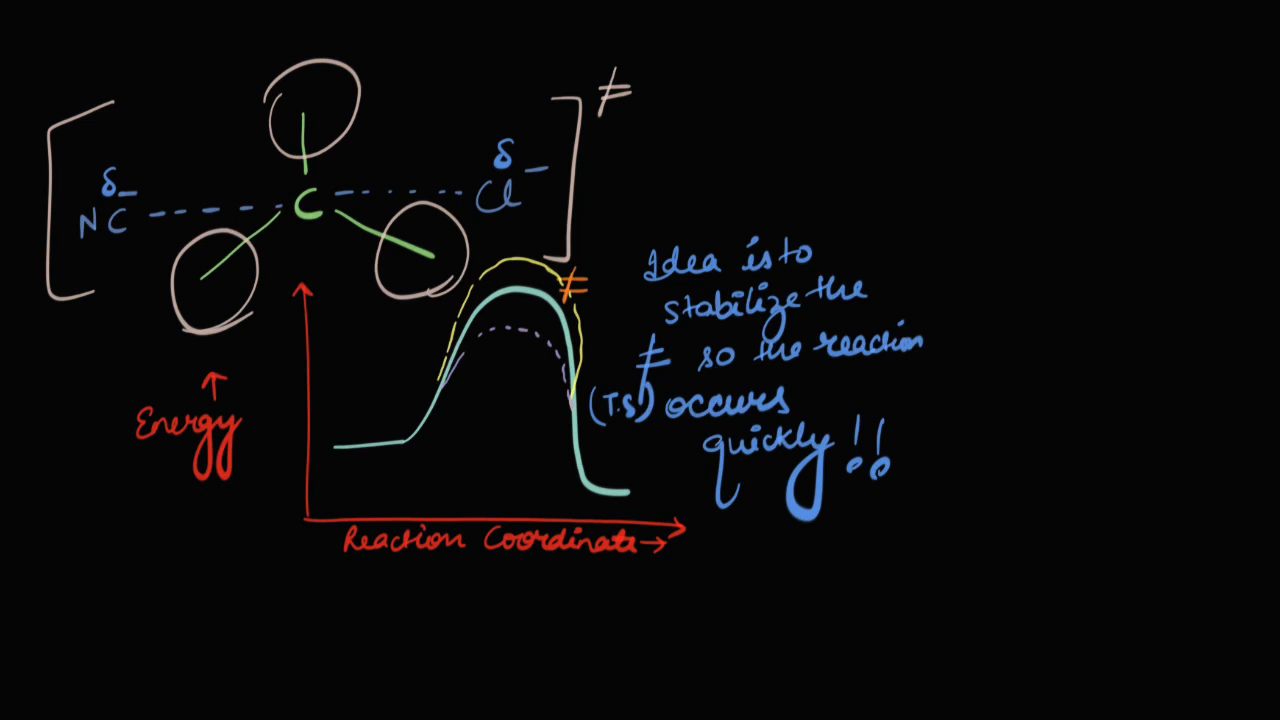 ≠
δ- δ-
NC C Cl
≠
Idea is to
stabilize the
≠ so the reaction
(T.S) occurs
quickly!!
↑
Energy
Reaction Coordinate →